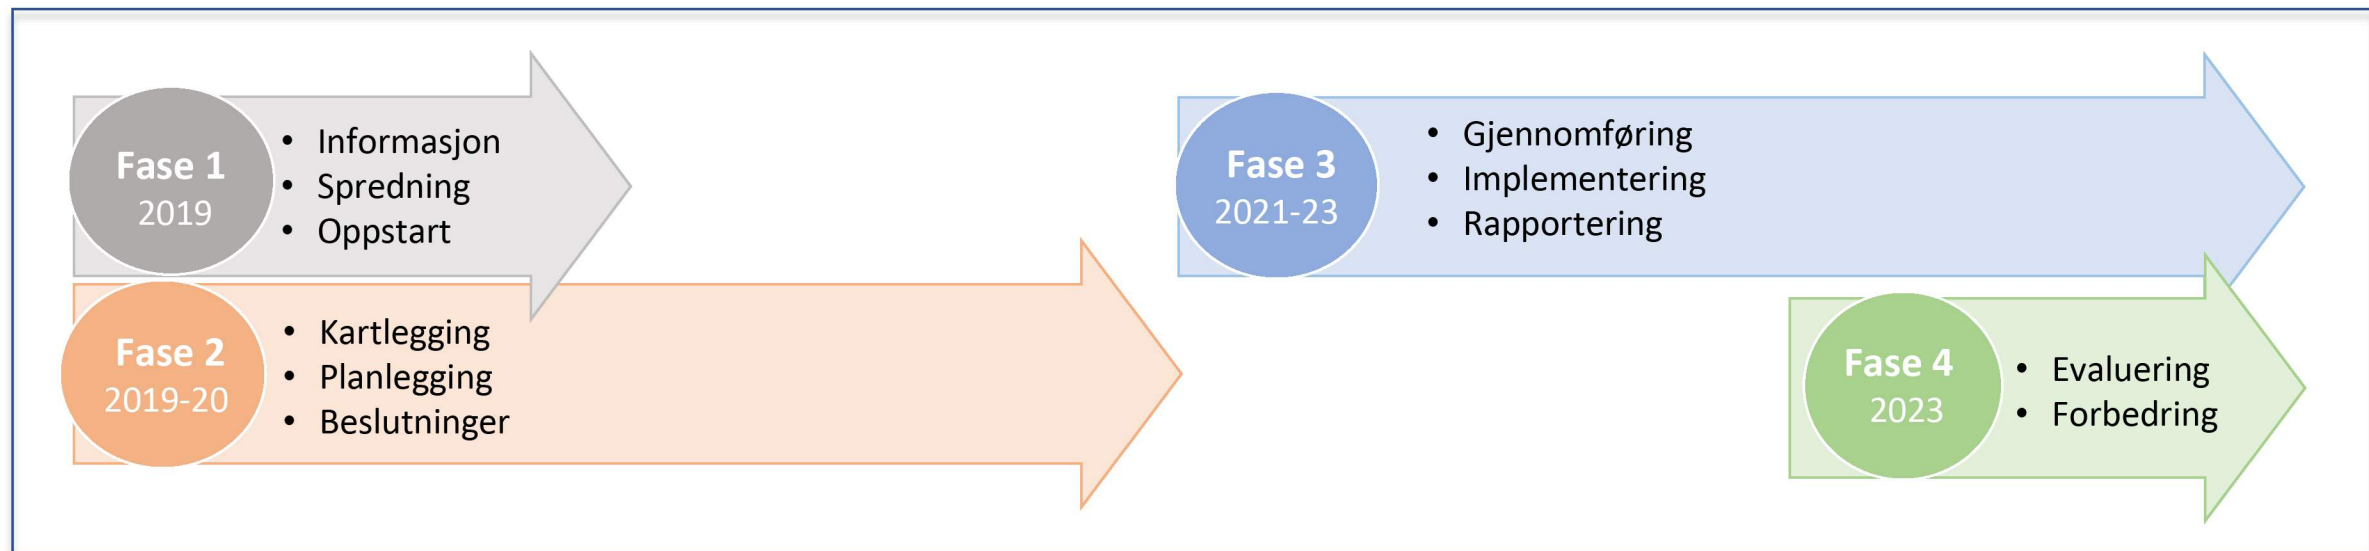 Fase 1
2019
• Informasjon
• Spredning
• Oppstart
Fase 2
2019-20
• Kartlegging
• Planlegging
• Beslutninger
Fase 3
2021-23
• Gjennomføring
• Implementering
• Rapportering
Fase 4
2023
• Evaluering
• Forbedring